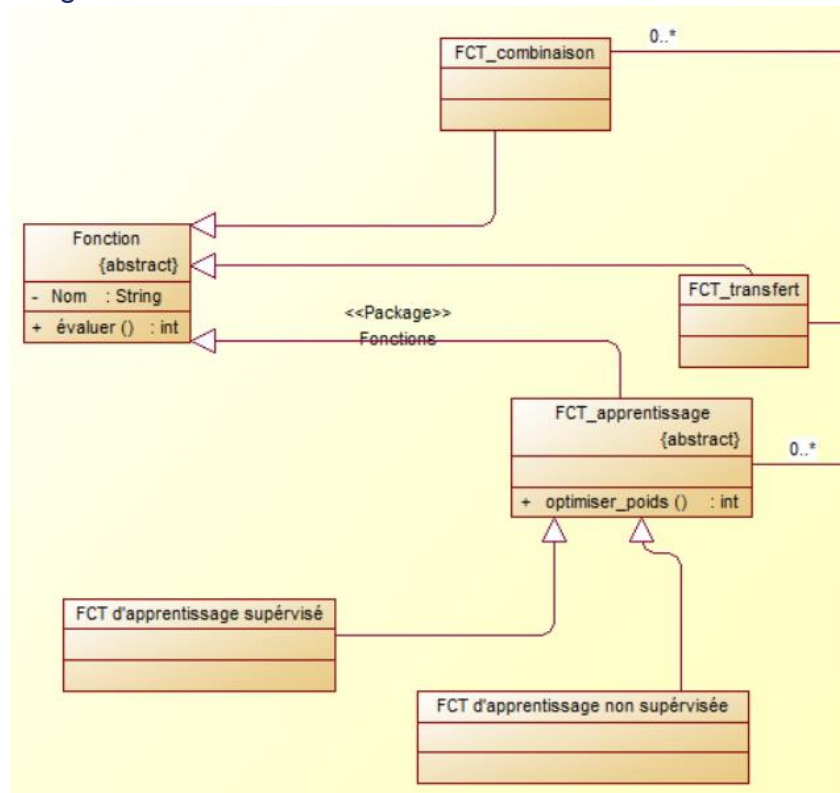 FCT_combinaison
0..*
Fonction
{abstract}
- Nom : String
+ évaluer () : int
FCT_transfert
<<Package>>
Fonctions
FCT_apprentissage
{abstract}
0..*
+ optimiser_poids () : int
FCT d'apprentissage supérvisé
FCT d'apprentissage non supérvisée